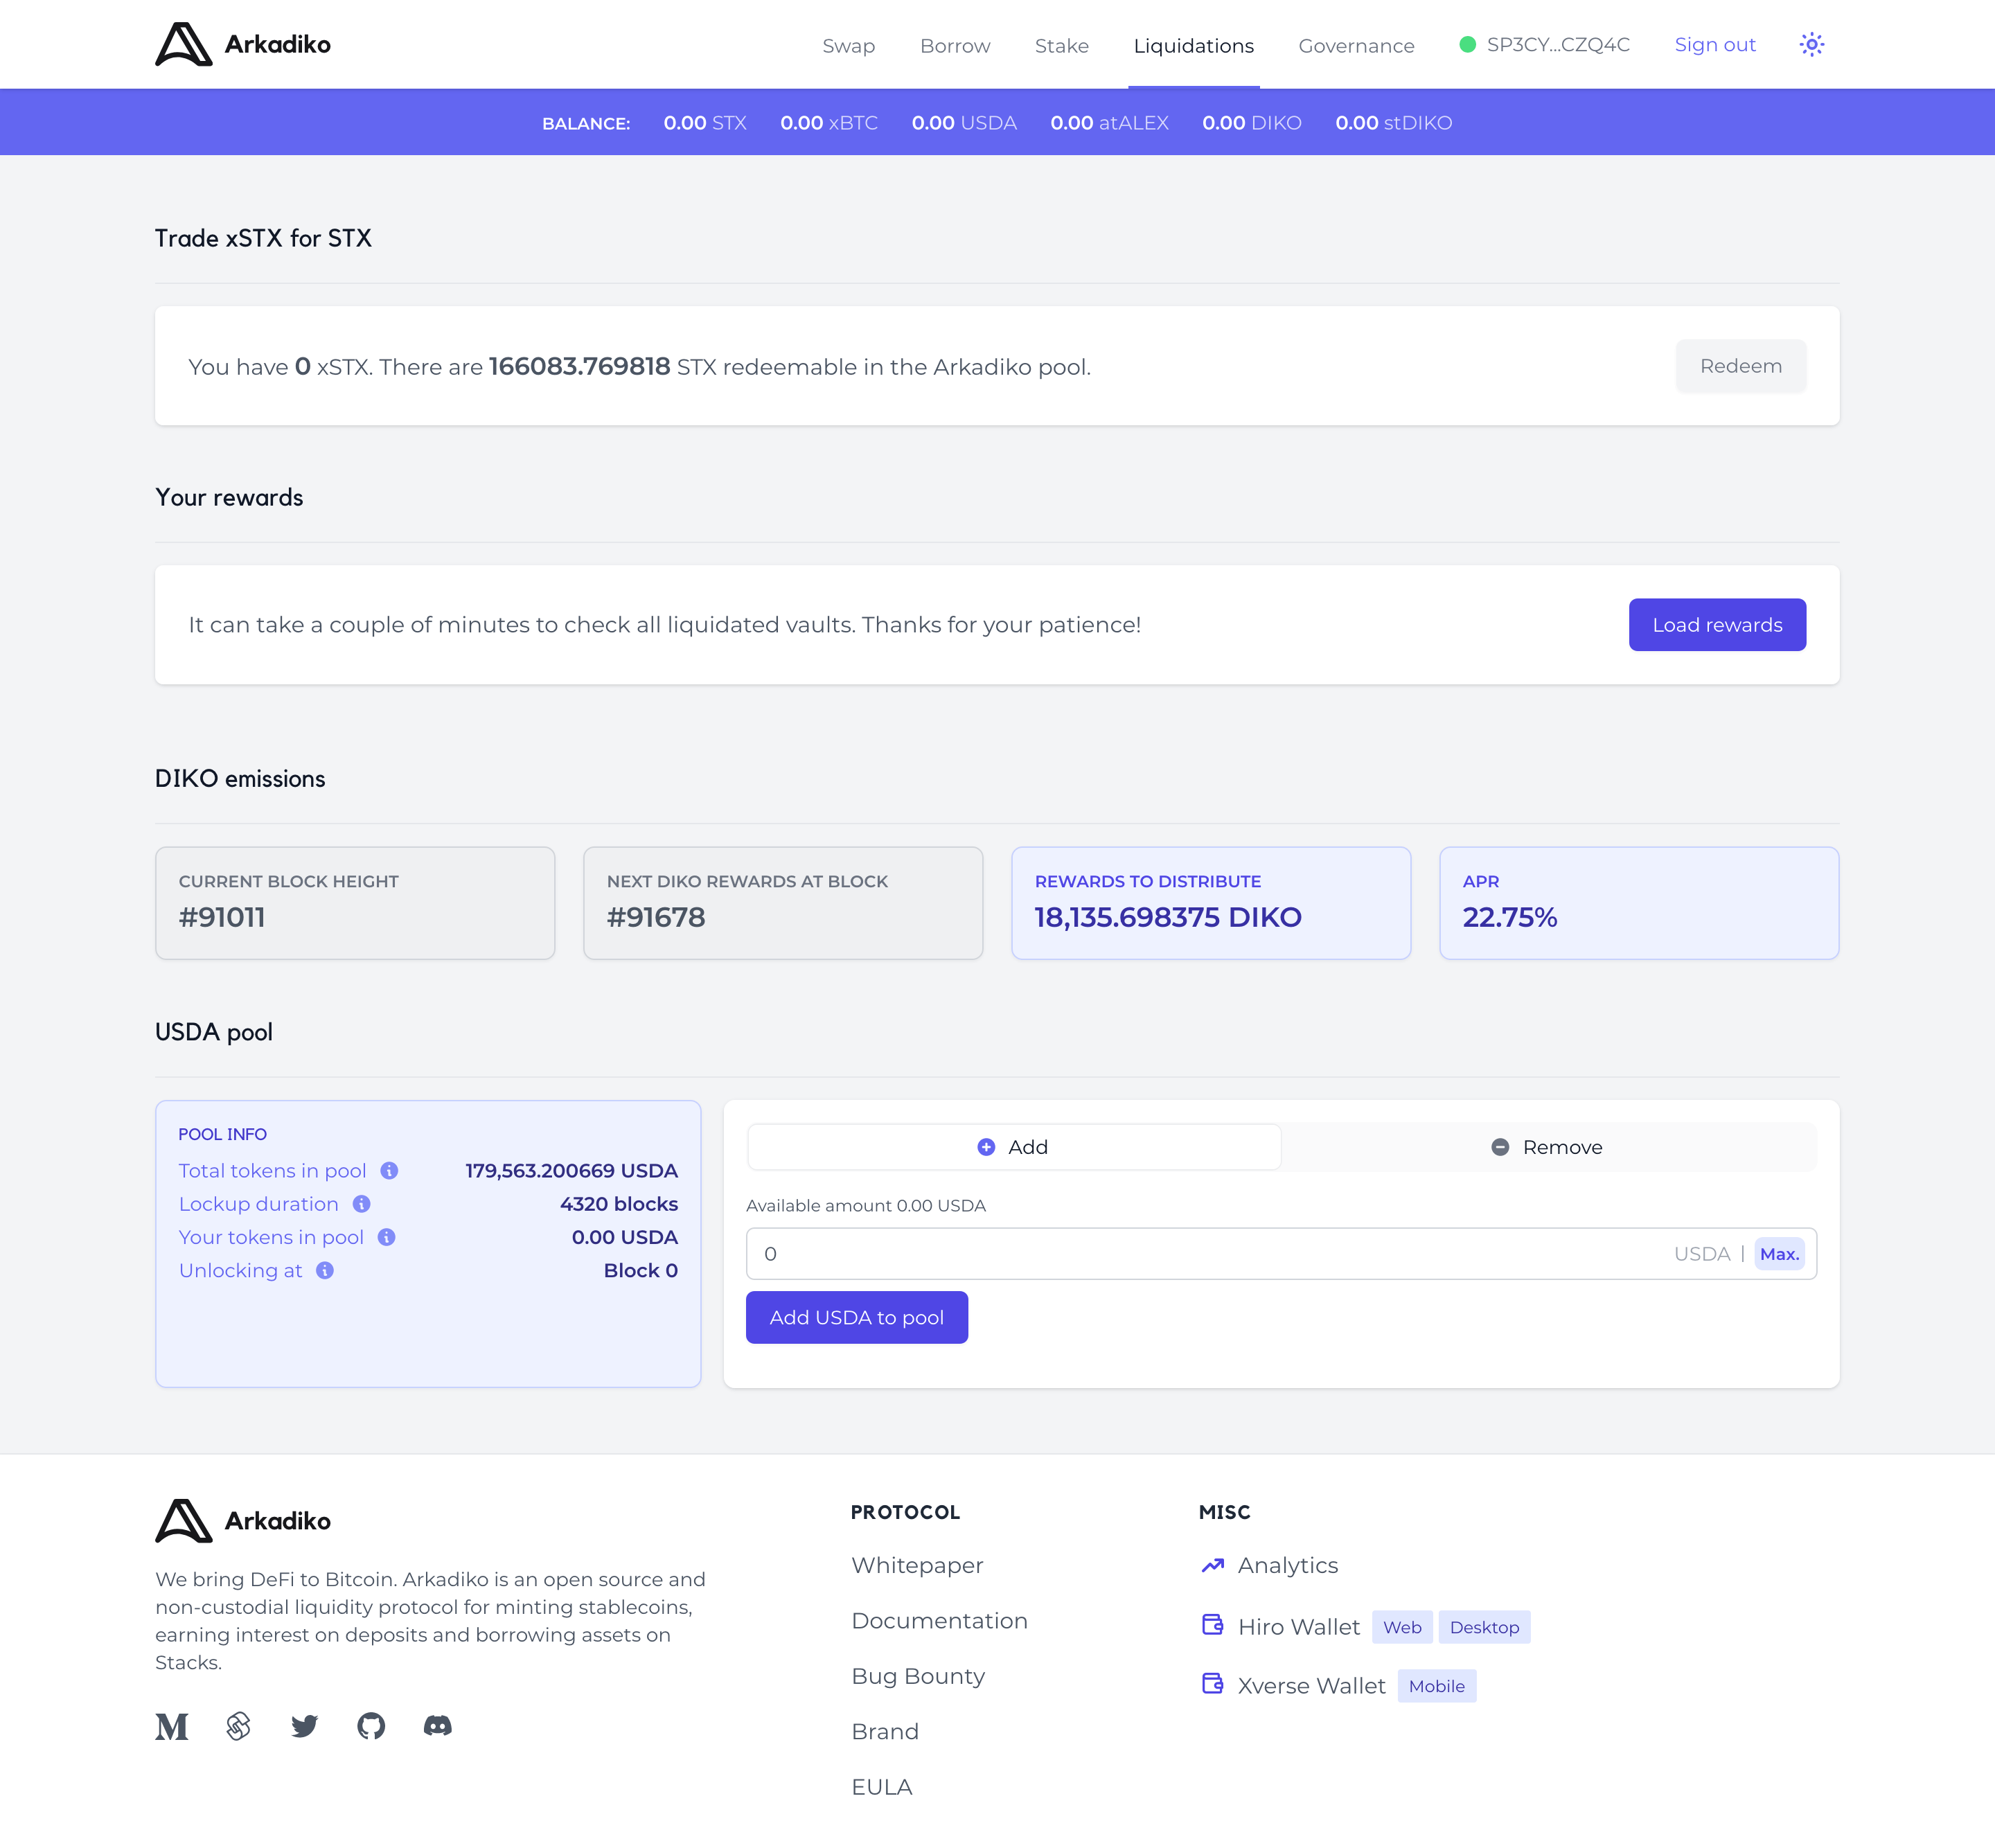 Arkadiko
Swap Borrow Stake Liquidations Governance SP3CY...CZQ4C Sign out
BALANCE: 0.00 STX 0.00 xBTC 0.00 USDA 0.00 atALEX 0.00 DIKO 0.00 stDIKO
Trade xSTX for STX
You have 0 xSTX. There are 166083.769818 STX redeemable in the Arkadiko pool.
Redeem
Your rewards
It can take a couple of minutes to check all liquidated vaults. Thanks for your patience!
Load rewards
DIKO emissions
CURRENT BLOCK HEIGHT
#91011
NEXT DIKO REWARDS AT BLOCK
#91678
REWARDS TO DISTRIBUTE
18,135.698375 DIKO
APR
22.75%
USDA pool
POOL INFO
Total tokens in pool 179,563.200669 USDA
Lockup duration 4320 blocks
Your tokens in pool 0.00 USDA
Unlocking at Block 0
Add
Remove
Available amount 0.00 USDA
0 USDA | Max.
Add USDA to pool
Arkadiko
We bring DeFi to Bitcoin. Arkadiko is an open source and
non-custodial liquidity protocol for minting stablecoins,
earning interest on deposits and borrowing assets on
Stacks.
PROTOCOL
Whitepaper
Documentation
Bug Bounty
Brand
EULA
MISC
Analytics
Hiro Wallet Web Desktop
Xverse Wallet Mobile